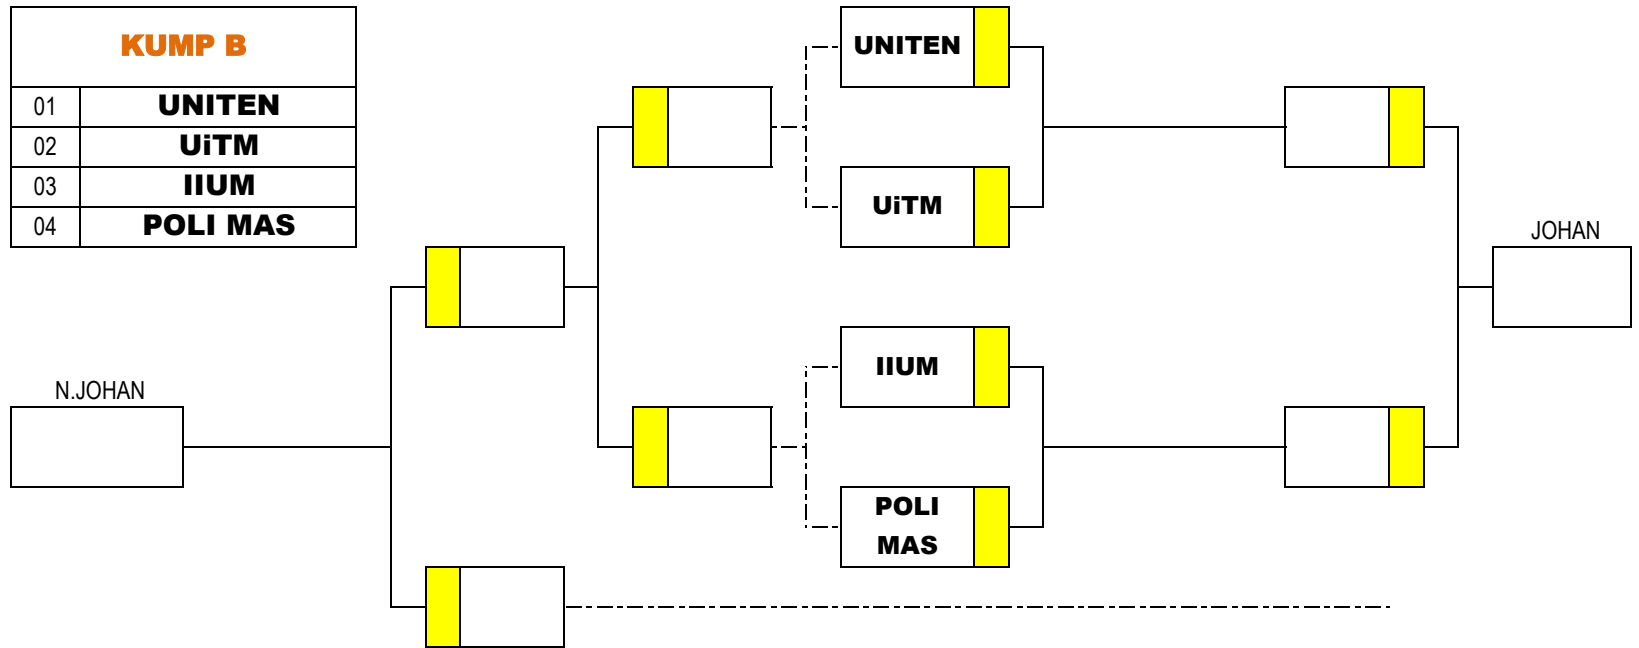 KUMP B
01 UNITEN
02 UiTM
03 IIUM
04 POLI MAS
UNITEN
UiTM
JOHAN
IIUM
N.JOHAN
POLI
MAS